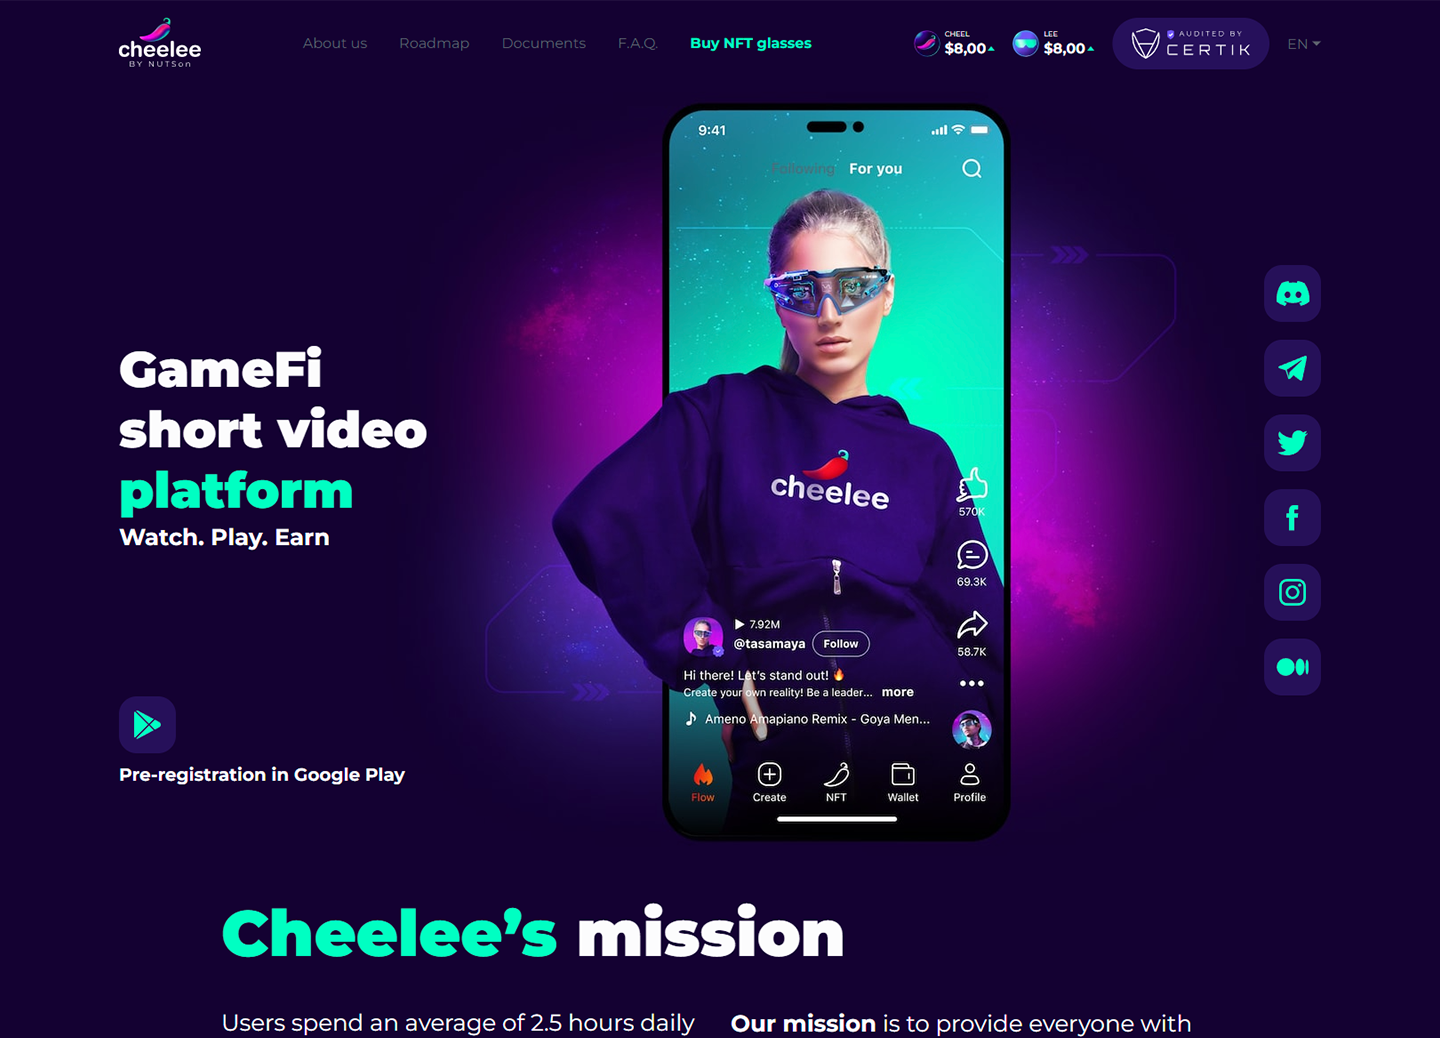 cheelee
BY NUTSon
About us
Roadmap
Documents
F.A.Q.
Buy NFT glasses
CHEEL
$8,00
LEE
$8,00
AUDITED BY
CERTIK
EN
9:41
Following
For you
GameFi
short video
platform
Watch. Play. Earn
cheelee
570K
69.3K
58.7K
7.92M
@tasamaya
Follow
Hi there! Let's stand out! 🔥
Create your own reality! Be a leader... more
Ameno Amapiano Remix - Goya Men...
Flow
Create
NFT
Wallet
Profile
Pre-registration in Google Play
Cheelee’s mission
Users spend an average of 2.5 hours daily
Our mission is to provide everyone with